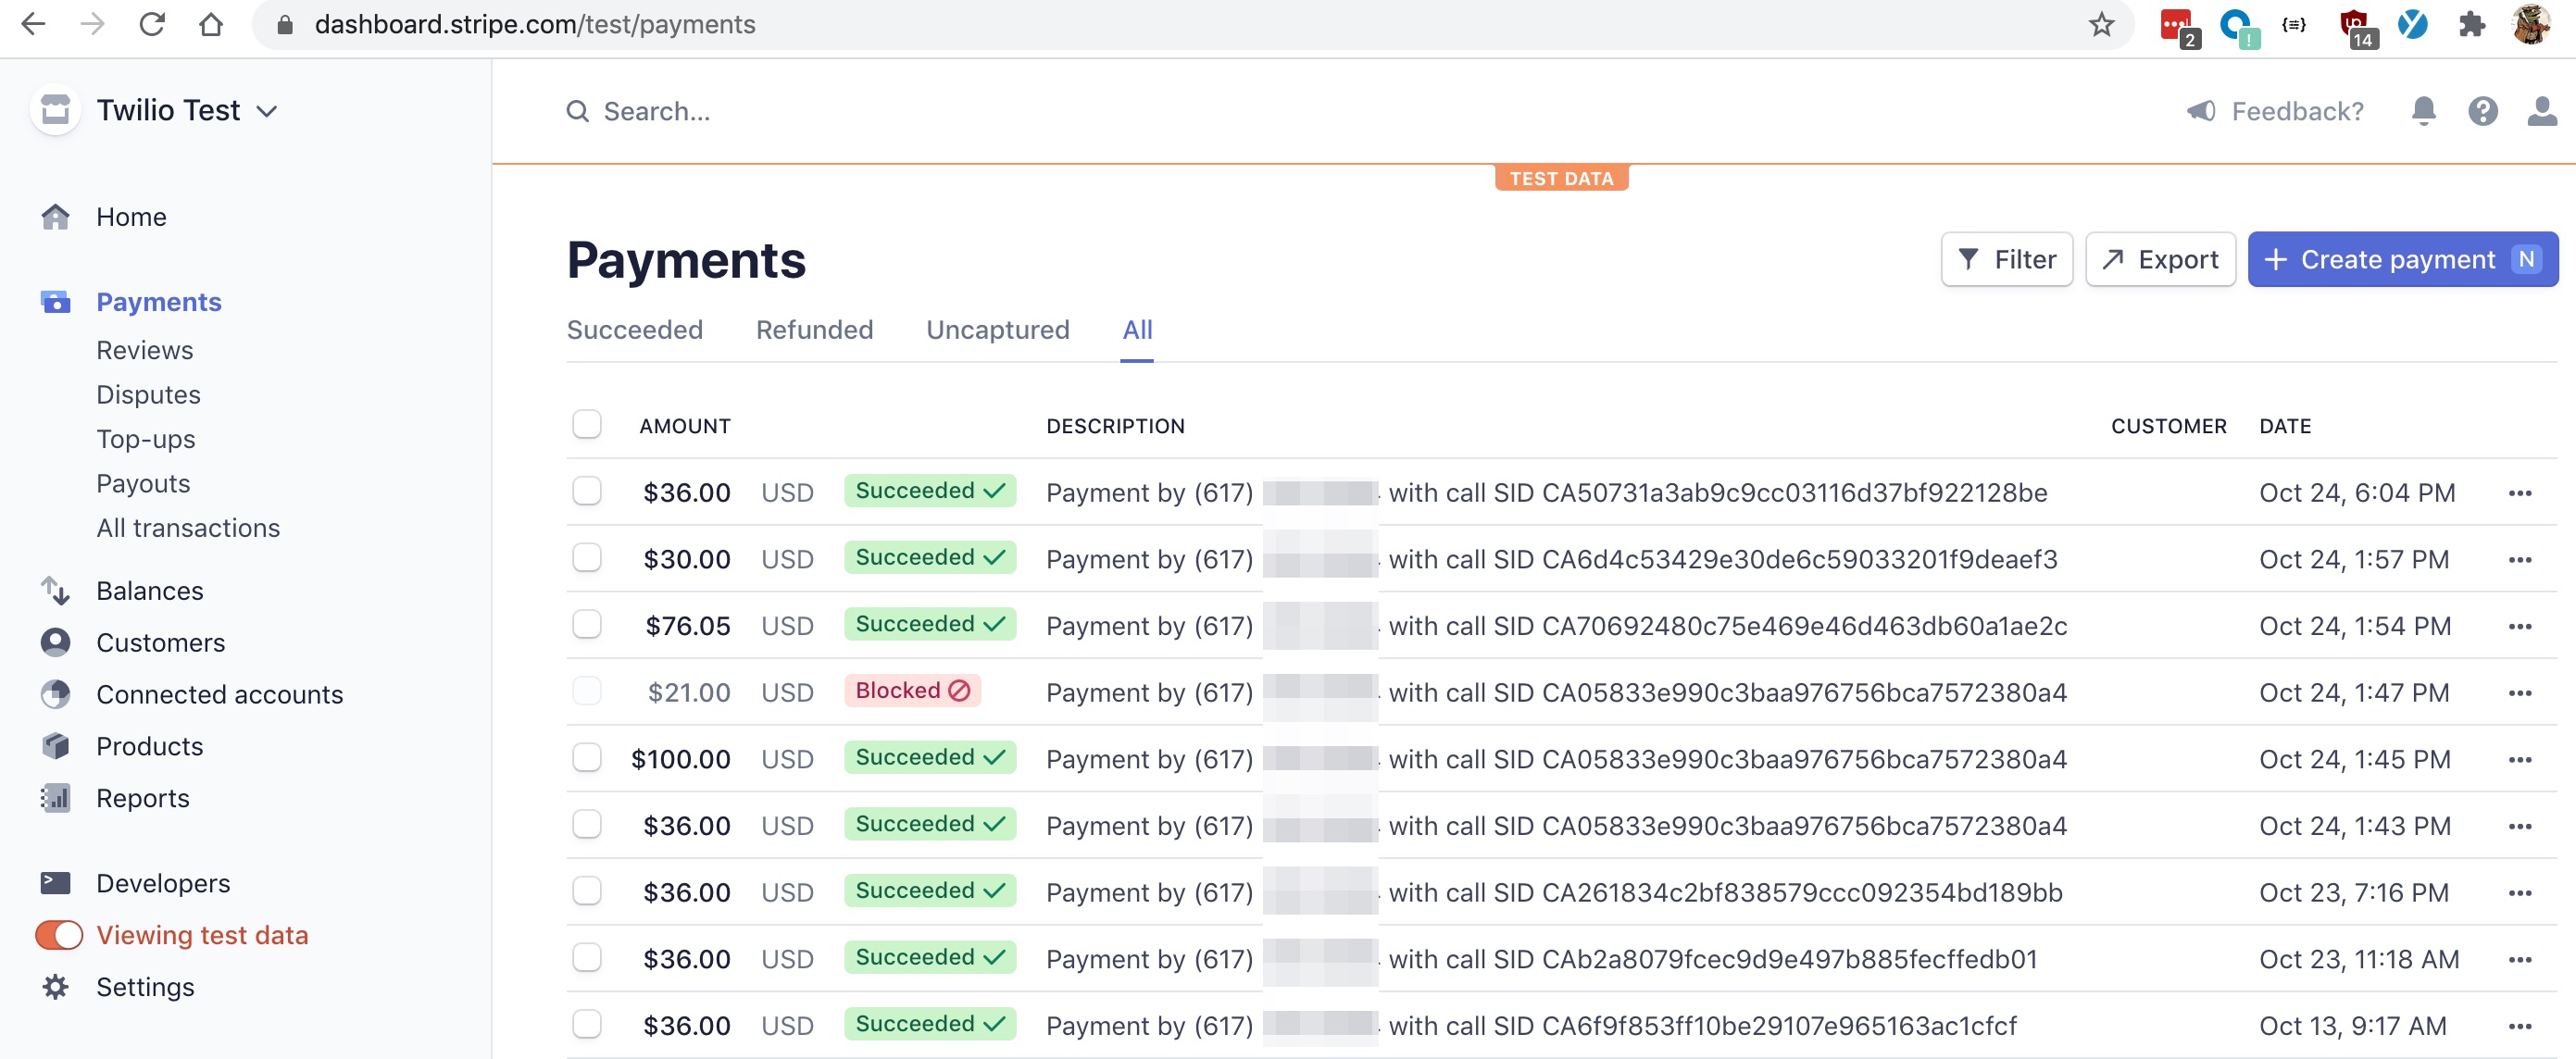 dashboard.stripe.com/test/payments
2
!
{≡}
UD
14
Twilio Test
Search...
Feedback?
TEST DATA
Home
Payments
Reviews
Disputes
Top-ups
Payouts
All transactions
Balances
Customers
Connected accounts
Products
Reports
Developers
Viewing test data
Settings
Payments
Filter
Export
+ Create payment N
Succeeded Refunded Uncaptured All
AMOUNT DESCRIPTION CUSTOMER DATE
$36.00 USD Succeeded Payment by (617) with call SID CA50731a3ab9c9cc03116d37bf922128be Oct 24, 6:04 PM
$30.00 USD Succeeded Payment by (617) with call SID CA6d4c53429e30de6c59033201f9deaef3 Oct 24, 1:57 PM
$76.05 USD Succeeded Payment by (617) with call SID CA70692480c75e469e46d463db60a1ae2c Oct 24, 1:54 PM
$21.00 USD Blocked Payment by (617) with call SID CA05833e990c3baa976756bca7572380a4 Oct 24, 1:47 PM
$100.00 USD Succeeded Payment by (617) with call SID CA05833e990c3baa976756bca7572380a4 Oct 24, 1:45 PM
$36.00 USD Succeeded Payment by (617) with call SID CA05833e990c3baa976756bca7572380a4 Oct 24, 1:43 PM
$36.00 USD Succeeded Payment by (617) with call SID CA261834c2bf838579ccc092354bd189bb Oct 23, 7:16 PM
$36.00 USD Succeeded Payment by (617) with call SID CAb2a8079fcec9d9e497b885fecffedb01 Oct 23, 11:18 AM
$36.00 USD Succeeded Payment by (617) with call SID CA6f9f853ff10be29107e965163ac1cfcf Oct 13, 9:17 AM